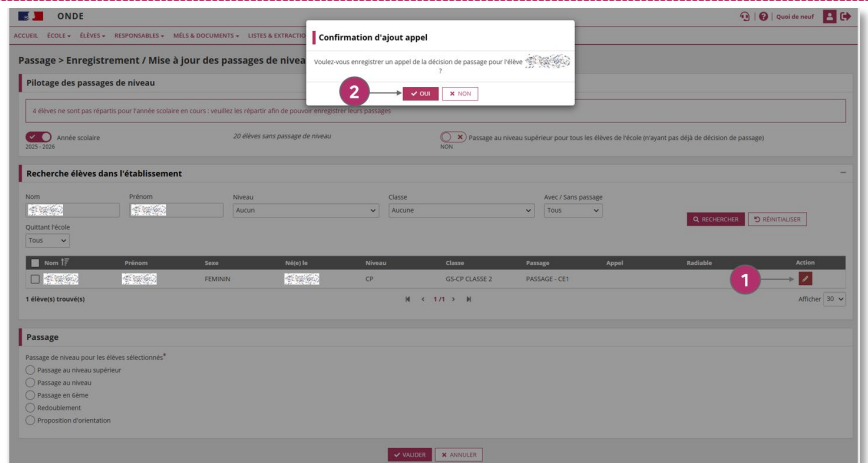 ONDE
Quoi de neuf
ACCUEIL ÉCOLE ÉLÈVES RESPONSABLES MÉLS & DOCUMENTS LISTES & EXTRACTIO
Confirmation d'ajout appel
Voulez-vous enregistrer un appel de la décision de passage pour l'élève
?
2
OUI NON
Passage > Enregistrement / Mise à jour des passages de nivea
Pilotage des passages de niveau
4 élèves ne sont pas répartis pour l'année scolaire en cours : veuillez les répartir afin de pouvoir enregistrer leurs passages
Année scolaire
2025 - 2026
20 élèves sans passage de niveau
NON
Passage au niveau supérieur pour tous les élèves de l'école (n'ayant pas déjà de décision de passage)
Recherche élèves dans l'établissement
Nom Prénom Niveau Classe Avec / Sans passage
Aucun Aucune Tous
RECHERCHER RÉINITIALISER
Quittant l'école
Tous
Nom Prénom Sexe Né(e) le Niveau Classe Passage Appel Radiable Action
FEMININ CP GS-CP CLASSE 2 PASSAGE - CE1
1
1 élève(s) trouvé(s) 1 /1 Afficher 30
Passage
Passage de niveau pour les élèves sélectionnés*
Passage au niveau supérieur
Passage au niveau
Passage en 6ème
Redoublement
Proposition d'orientation
VALIDER ANNULER